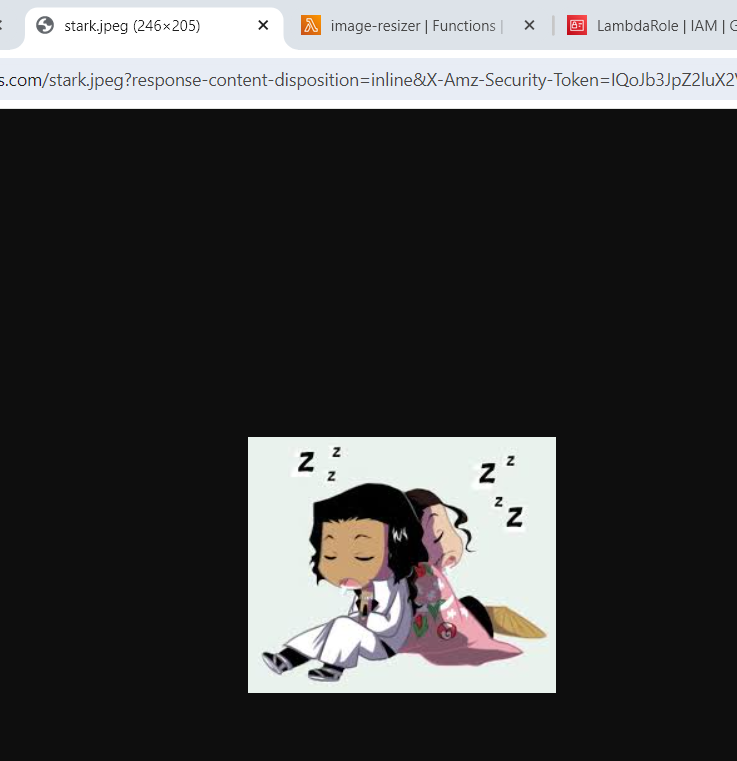 stark.jpeg (246×205)
image-resizer | Functions |
LambdaRole | IAM | G
s.com/stark.jpeg?response-content-disposition=inline&X-Amz-Security-Token=IQoJb3JpZ2luX2V
z z
z
z z
z
z